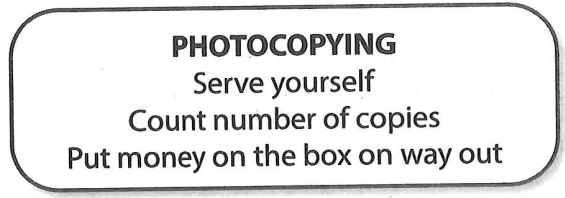 PHOTOCOPYING
Serve yourself
Count number of copies
Put money on the box on way out